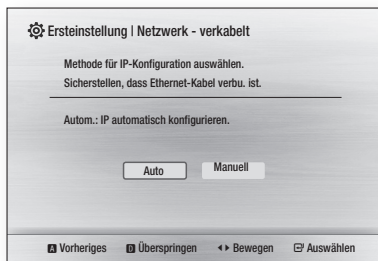 Ersteinstellung | Netzwerk - verkabelt
Methode für IP-Konfiguration auswählen.
Sicherstellen, dass Ethernet-Kabel verbu. ist.
Autom.: IP automatisch konfigurieren.
Auto Manuell
A Vorheriges D Überspringen Bewegen Auswählen